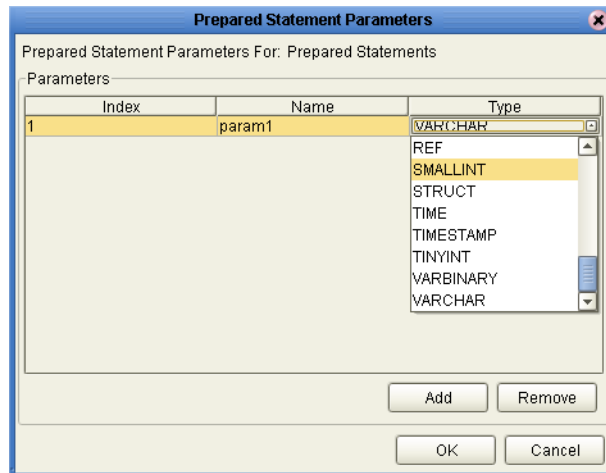 Prepared Statement Parameters
Prepared Statement Parameters For: Prepared Statements
Parameters
Index Name Type
1 param1 VARCHAR
REF
SMALLINT
STRUCT
TIME
TIMESTAMP
TINYINT
VARBINARY
VARCHAR
Add Remove
OK Cancel